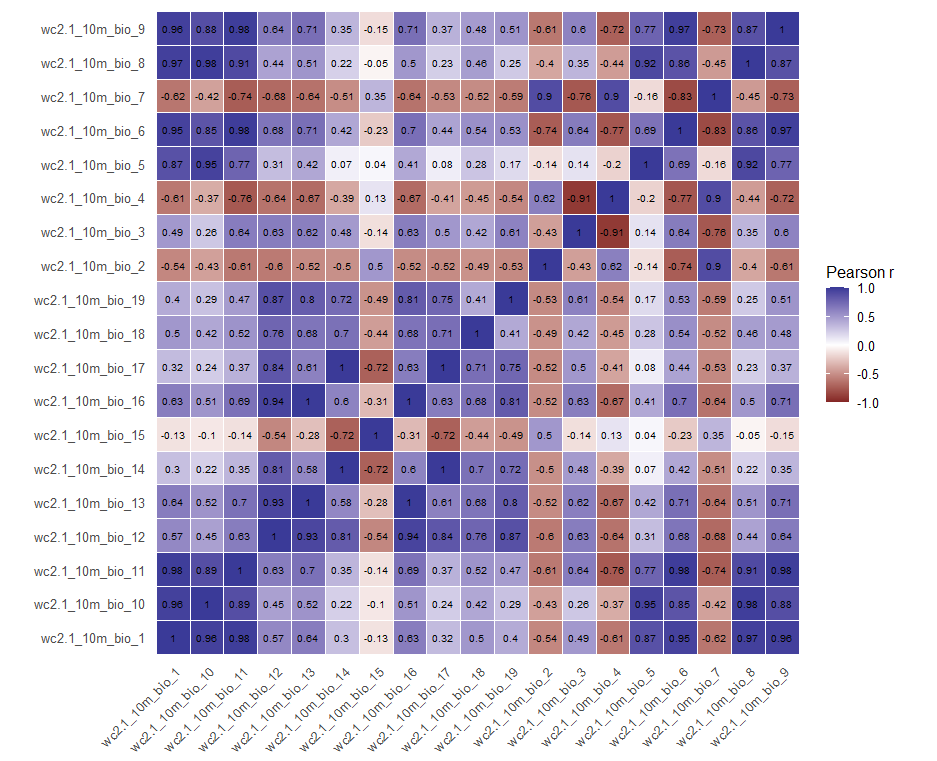 wc2.1_10m_bio_9 0.96 0.88 0.98 0.64 0.71 0.35 -0.15 0.71 0.37 0.48 0.51 -0.61 0.6 -0.72 0.77 0.97 -0.73 0.87 1
wc2.1_10m_bio_8 0.97 0.98 0.91 0.44 0.51 0.22 -0.05 0.5 0.23 0.46 0.25 -0.4 0.35 -0.44 0.92 0.86 -0.45 1 0.87
wc2.1_10m_bio_7 -0.62 -0.42 -0.74 -0.68 -0.64 -0.51 0.35 -0.64 -0.53 -0.52 -0.59 0.9 -0.76 0.9 -0.16 -0.83 1 -0.45 -0.73
wc2.1_10m_bio_6 0.95 0.85 0.98 0.68 0.71 0.42 -0.23 0.7 0.44 0.54 0.53 -0.74 0.64 -0.77 0.69 1 -0.83 0.86 0.97
wc2.1_10m_bio_5 0.87 0.95 0.77 0.31 0.42 0.07 0.04 0.41 0.08 0.28 0.17 -0.14 0.14 -0.2 1 0.69 -0.16 0.92 0.77
wc2.1_10m_bio_4 -0.61 -0.37 -0.76 -0.64 -0.67 -0.39 0.13 -0.67 -0.41 -0.45 -0.54 0.62 -0.91 1 -0.2 -0.77 0.9 -0.44 -0.72
wc2.1_10m_bio_3 0.49 0.26 0.64 0.63 0.62 0.48 -0.14 0.63 0.5 0.42 0.61 -0.43 1 -0.91 0.14 0.64 -0.76 0.35 0.6
wc2.1_10m_bio_2 -0.54 -0.43 -0.61 -0.6 -0.52 -0.5 0.5 -0.52 -0.52 -0.49 -0.53 1 -0.43 0.62 -0.14 -0.74 0.9 -0.4 -0.61
wc2.1_10m_bio_19 0.4 0.29 0.47 0.87 0.8 0.72 -0.49 0.81 0.75 0.41 1 -0.53 0.61 -0.54 0.17 0.53 -0.59 0.25 0.51
wc2.1_10m_bio_18 0.5 0.42 0.52 0.76 0.68 0.7 -0.44 0.68 0.71 1 0.41 -0.49 0.42 -0.45 0.28 0.54 -0.52 0.46 0.48
wc2.1_10m_bio_17 0.32 0.24 0.37 0.84 0.61 1 -0.72 0.63 1 0.71 0.75 -0.52 0.5 -0.41 0.08 0.44 -0.53 0.23 0.37
wc2.1_10m_bio_16 0.63 0.51 0.69 0.94 1 0.6 -0.31 1 0.63 0.68 0.81 -0.52 0.63 -0.67 0.41 0.7 -0.64 0.5 0.71
wc2.1_10m_bio_15 -0.13 -0.1 -0.14 -0.54 -0.28 -0.72 1 -0.31 -0.72 -0.44 -0.49 0.5 -0.14 0.13 0.04 -0.23 0.35 -0.05 -0.15
wc2.1_10m_bio_14 0.3 0.22 0.35 0.81 0.58 1 -0.72 0.6 1 0.7 0.72 -0.5 0.48 -0.39 0.07 0.42 -0.51 0.22 0.35
wc2.1_10m_bio_13 0.64 0.52 0.7 0.93 1 0.58 -0.28 1 0.61 0.68 0.8 -0.52 0.62 -0.67 0.42 0.71 -0.64 0.51 0.71
wc2.1_10m_bio_12 0.57 0.45 0.63 1 0.93 0.81 -0.54 0.94 0.84 0.76 0.87 -0.6 0.63 -0.64 0.31 0.68 -0.68 0.44 0.64
wc2.1_10m_bio_11 0.98 0.89 1 0.63 0.7 0.35 -0.14 0.69 0.37 0.52 0.47 -0.61 0.64 -0.76 0.77 0.98 -0.74 0.91 0.98
wc2.1_10m_bio_10 0.96 1 0.89 0.45 0.52 0.22 -0.1 0.51 0.24 0.42 0.29 -0.43 0.26 -0.37 0.95 0.85 -0.42 0.98 0.88
wc2.1_10m_bio_1 1 0.96 0.98 0.57 0.64 0.3 -0.13 0.63 0.32 0.5 0.4 -0.54 0.49 -0.61 0.87 0.95 -0.62 0.97 0.96
wc2.1_10m_bio_1
wc2.1_10m_bio_10
wc2.1_10m_bio_11
wc2.1_10m_bio_12
wc2.1_10m_bio_13
wc2.1_10m_bio_14
wc2.1_10m_bio_15
wc2.1_10m_bio_16
wc2.1_10m_bio_17
wc2.1_10m_bio_18
wc2.1_10m_bio_19
wc2.1_10m_bio_2
wc2.1_10m_bio_3
wc2.1_10m_bio_4
wc2.1_10m_bio_5
wc2.1_10m_bio_6
wc2.1_10m_bio_7
wc2.1_10m_bio_8
wc2.1_10m_bio_9
Pearson r
1.0
0.5
0.0
-0.5
-1.0